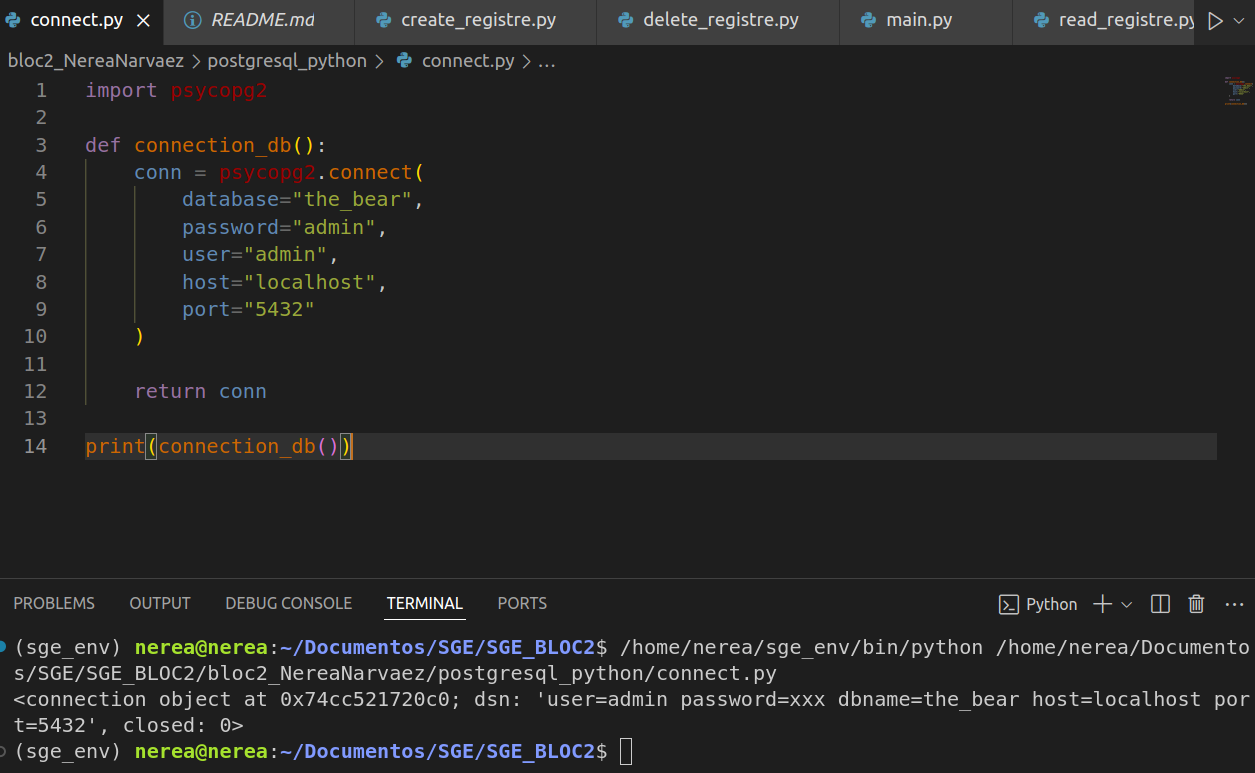 connect.py README.md create_registre.py delete_registre.py main.py read_registre.py
bloc2_NereaNarvaez > postgresql_python > connect.py > ...
1 import psycopg2
2
3 def connection_db():
4     conn = psycopg2.connect(
5         database="the_bear",
6         password="admin",
7         user="admin",
8         host="localhost",
9         port="5432"
10     )
11
12     return conn
13
14 print(connection_db())
PROBLEMS OUTPUT DEBUG CONSOLE TERMINAL PORTS Python
(sge_env) nerea@nerea:~/Documentos/SGE/SGE_BLOC2$ /home/nerea/sge_env/bin/python /home/nerea/Documento
s/SGE/SGE_BLOC2/bloc2_NereaNarvaez/postgresql_python/connect.py
<connection object at 0x74cc521720c0; dsn: 'user=admin password=xxx dbname=the_bear host=localhost por
t=5432', closed: 0>
(sge_env) nerea@nerea:~/Documentos/SGE/SGE_BLOC2$